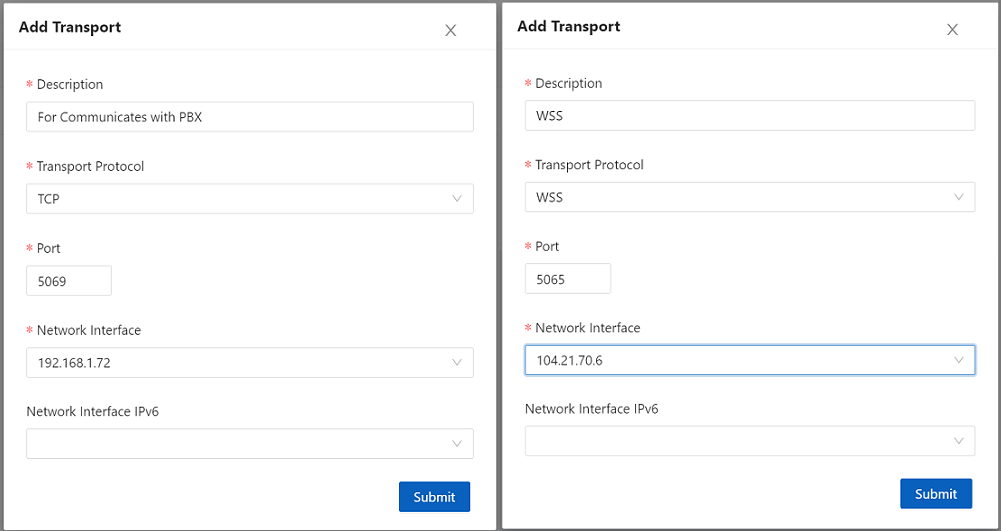 Add Transport
* Description
For Communicates with PBX
* Transport Protocol
TCP
* Port
5069
* Network Interface
192.168.1.72
Network Interface IPv6
Submit
Add Transport
* Description
WSS
* Transport Protocol
WSS
* Port
5065
* Network Interface
104.21.70.6
Network Interface IPv6
Submit